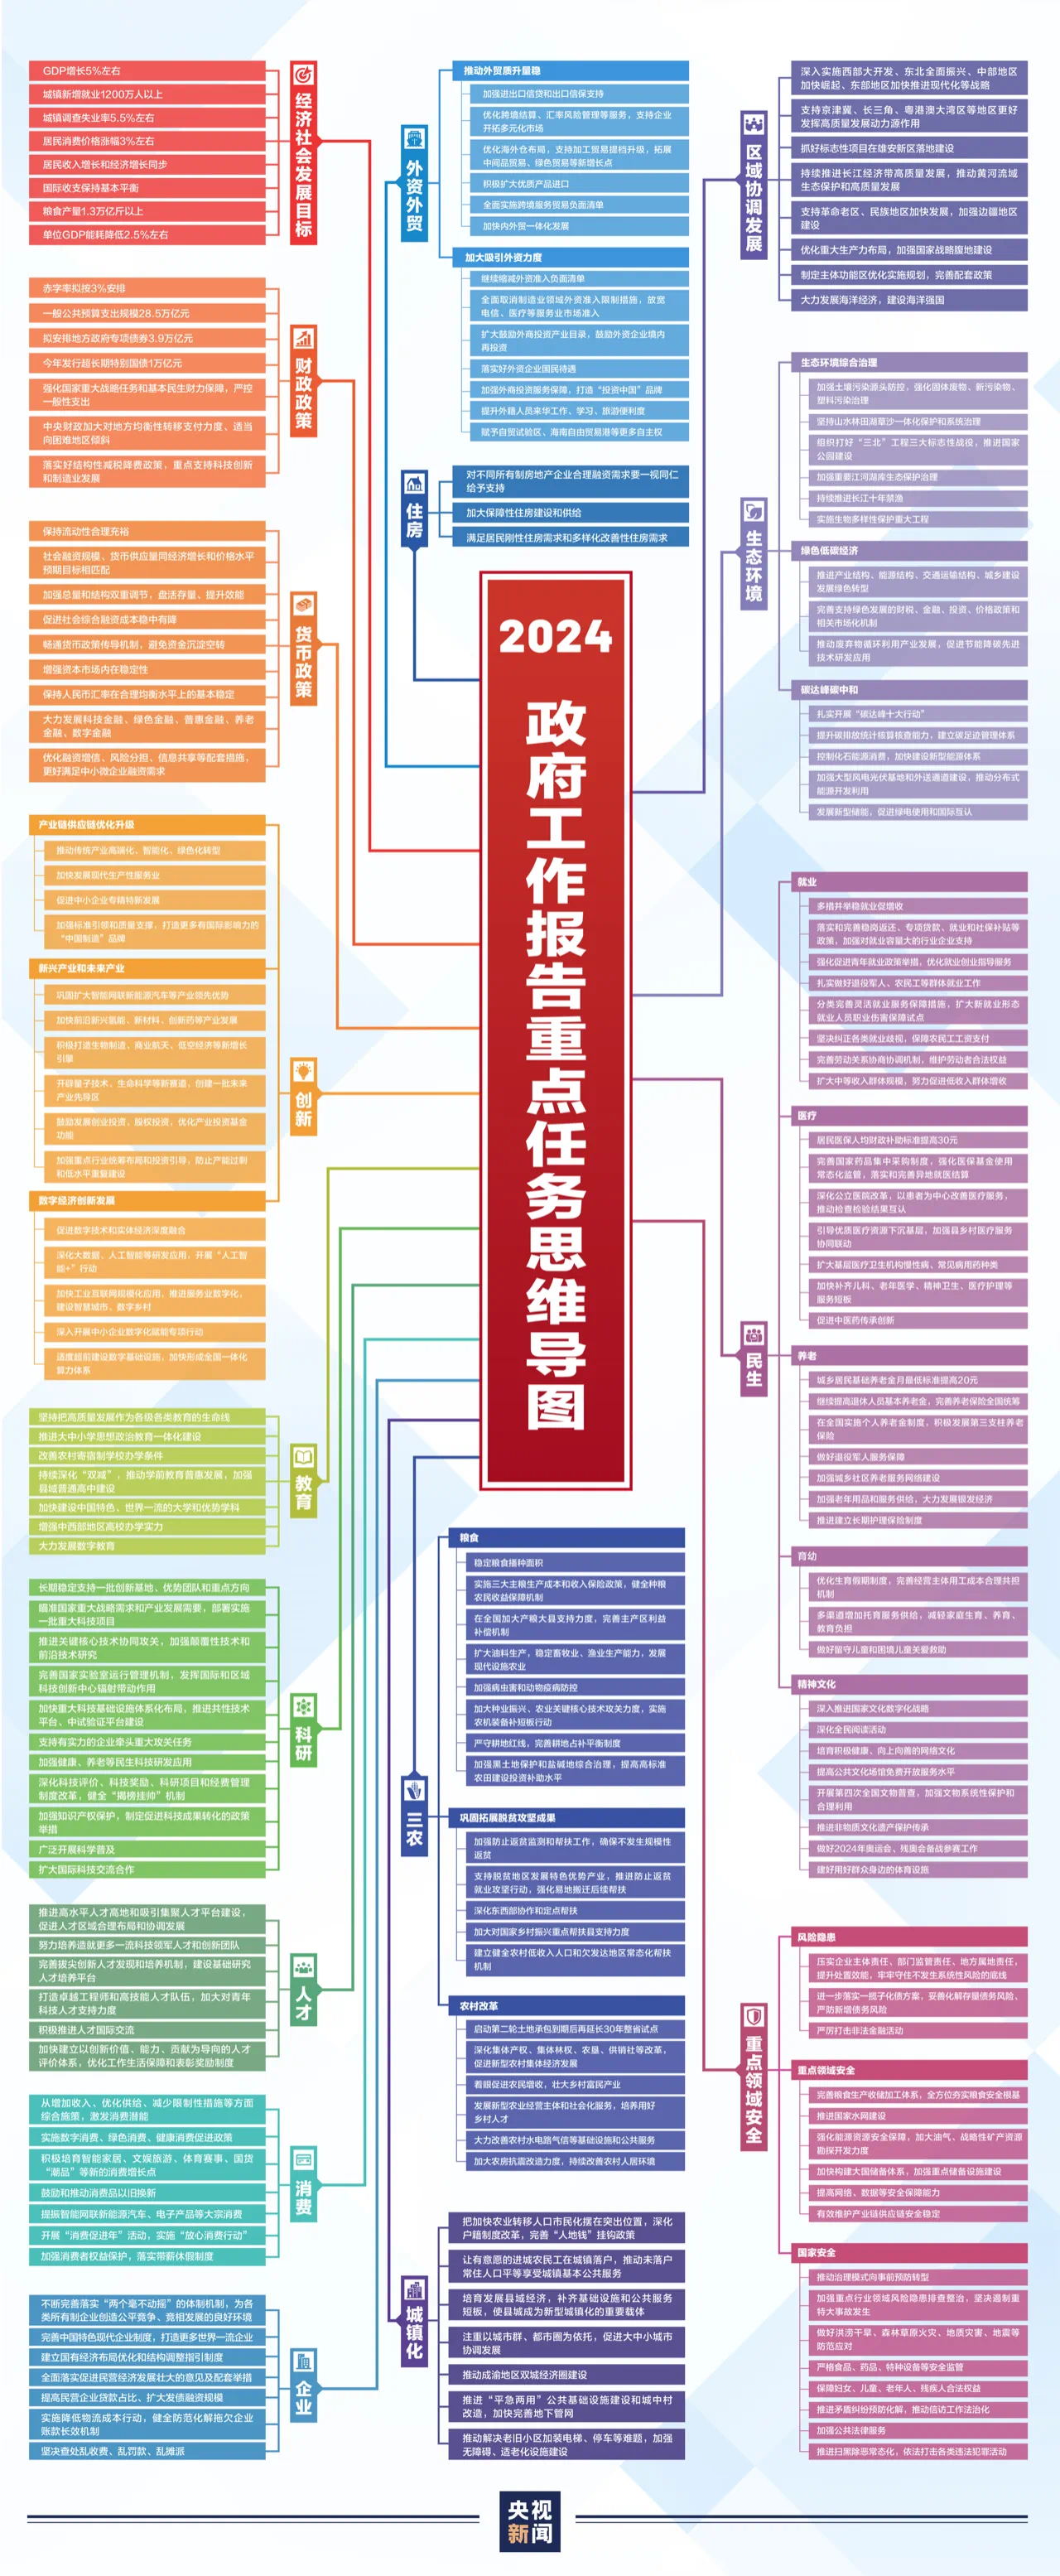 经济社会发展目标
GDP增长5%左右
城镇新增就业1200万人以上
城镇调查失业率5.5%左右
居民消费价格涨幅3%左右
居民收入增长和经济增长同步
国际收支保持基本平衡
粮食产量1.3万亿斤以上
单位GDP能耗降低2.5%左右
财政政策
赤字率拟按3%安排
一般公共预算支出规模28.5万亿元
拟安排地方政府专项债券3.9万亿元
今年发行超长期特别国债1万亿元
强化国家重大战略任务和基本民生财力保障，严控
一般性支出
中央财政加大对地方均衡性转移支付力度、适当
向困难地区倾斜
落实好结构性减税降费政策，重点支持科技创新
和制造业发展
货币政策
保持流动性合理充裕
社会融资规模、货币供应量同经济增长和价格水平
预期目标相匹配
加强总量和结构双重调节，盘活存量、提升效能
促进社会综合融资成本稳中有降
畅通货币政策传导机制，避免资金沉淀空转
增强资本市场内在稳定性
保持人民币汇率在合理均衡水平上的基本稳定
大力发展科技金融、绿色金融、普惠金融、养老
金融、数字金融
优化融资增信、风险分担、信息共享等配套措施，
更好满足中小微企业融资需求
创新
产业链供应链优化升级
推动传统产业高端化、智能化、绿色化转型
加快发展现代生产性服务业
促进中小企业专精特新发展
加强标准引领和质量支撑，打造更多有国际影响力的
“中国制造”品牌
新兴产业和未来产业
巩固扩大智能网联新能源汽车等产业领先优势
加快前沿新兴氢能、新材料、创新药等产业发展
积极打造生物制造、商业航天、低空经济等新增长
引擎
开辟量子技术、生命科学等新赛道，创建一批未来
产业先导区
鼓励发展创业投资、股权投资，优化产业投资基金
功能
加强重点行业统筹布局和投资引导，防止产能过剩
和低水平重复建设
数字经济创新发展
促进数字技术和实体经济深度融合
深化大数据、人工智能等研发应用，开展“人工智
能+”行动
加快工业互联网规模化应用，推进服务业数字化，
建设智慧城市、数字乡村
深入开展中小企业数字化赋能专项行动
适度超前建设数字基础设施，加快形成全国一体化
算力体系
教育
坚持把高质量发展作为各级各类教育的生命线
推进大中小学思想政治教育一体化建设
改善农村寄宿制学校办学条件
持续深化“双减”，推动学前教育普惠发展，加强
县域普通高中建设
加快建设中国特色、世界一流的大学和优势学科
增强中西部地区高校办学实力
大力发展数字教育
科研
长期稳定支持一批创新基地、优势团队和重点方向
瞄准国家重大战略需求和产业发展需要，部署实施
一批重大科技项目
推进关键核心技术协同攻关，加强颠覆性技术和
前沿技术研究
完善国家实验室运行管理机制，发挥国际和区域
科技创新中心辐射带动作用
加快重大科技基础设施体系化布局，推进共性技术
平台、中试验证平台建设
支持有实力的企业牵头重大攻关任务
加强健康、养老等民生科技研发应用
深化科技评价、科技奖励、科研项目和经费管理
制度改革，健全“揭榜挂帅”机制
加强知识产权保护，制定促进科技成果转化的政策
举措
广泛开展科学普及
扩大国际科技交流合作
人才
推进高水平人才高地和吸引集聚人才平台建设，
促进人才区域合理布局和协调发展
努力培养造就更多一流科技领军人才和创新团队
完善拔尖创新人才发现和培养机制，建设基础研究
人才培养平台
打造卓越工程师和高技能人才队伍，加大对青年
科技人才支持力度
积极推进人才国际交流
加快建立以创新价值、能力、贡献为导向的人才
评价体系，优化工作生活保障和表彰奖励制度
消费
从增加收入、优化供给、减少限制性措施等方面
综合施策，激发消费潜能
实施数字消费、绿色消费、健康消费促进政策
积极培育智能家居、文娱旅游、体育赛事、国货
“潮品”等新的消费增长点
鼓励和推动消费品以旧换新
提振智能网联新能源汽车、电子产品等大宗消费
开展“消费促进年”活动，实施“放心消费行动”
加强消费者权益保护，落实带薪休假制度
企业
不断完善落实“两个毫不动摇”的体制机制，为各
类所有制企业创造公平竞争、竞相发展的良好环境
完善中国特色现代企业制度，打造更多世界一流企业
建立国有经济布局优化和结构调整指引制度
全面落实促进民营经济发展壮大的意见及配套举措
提高民营企业贷款占比、扩大发债融资规模
实施降低物流成本行动，健全防范化解拖欠企业
账款长效机制
坚决查处乱收费、乱罚款、乱摊派
外资外贸
推动外贸质升量稳
加强进出口信贷和出口信保支持
优化跨境结算、汇率风险管理等服务，支持企业
开拓多元化市场
优化海外仓布局，支持加工贸易提档升级，拓展
中间品贸易、绿色贸易等新增长点
积极扩大优质产品进口
全面实施跨境服务贸易负面清单
加快内外贸一体化发展
加大吸引外资力度
继续缩减外资准入负面清单
全面取消制造业领域外资准入限制措施，放宽
电信、医疗等服务业市场准入
扩大鼓励外商投资产业目录，鼓励外资企业境内
再投资
落实好外资企业国民待遇
加强外商投资服务保障，打造“投资中国”品牌
提升外籍人员来华工作、学习、旅游便利度
赋予自贸试验区、海南自由贸易港等更多自主权
住房
对不同所有制房地产企业合理融资需求要一视同仁
给予支持
加大保障性住房建设和供给
满足居民刚性住房需求和多样化改善性住房需求
2024
政府工作报告重点任务思维导图
三农
粮食
稳定粮食播种面积
实施三大主粮生产成本和收入保险政策，健全种粮
农民收益保障机制
在全国加大产粮大县支持力度，完善主产区利益
补偿机制
扩大油料生产，稳定畜牧业、渔业生产能力，发展
现代设施农业
加强病虫害和动物疫病防控
加大种业振兴、农业关键核心技术攻关力度，实施
农机装备补短板行动
严守耕地红线，完善耕地占补平衡制度
加强黑土地保护和盐碱地综合治理，提高高标准
农田建设投资补助水平
巩固拓展脱贫攻坚成果
加强防止返贫监测和帮扶工作，确保不发生规模性
返贫
支持脱贫地区发展特色优势产业，推进防止返贫
就业攻坚行动，强化易地搬迁后续帮扶
深化东西部协作和定点帮扶
加大对国家乡村振兴重点帮扶县支持力度
建立健全农村低收入人口和欠发达地区常态化帮扶
机制
农村改革
启动第二轮土地承包到期后再延长30年整省试点
深化集体产权、集体林权、农垦、供销社等改革，
促进新型农村集体经济发展
着眼促进农民增收，壮大乡村富民产业
发展新型农业经营主体和社会化服务，培养用好
乡村人才
大力改善农村水电路气信等基础设施和公共服务
加大农房抗震改造力度，持续改善农村人居环境
城镇化
把加快农业转移人口市民化摆在突出位置，深化
户籍制度改革，完善“人地钱”挂钩政策
让有意愿的进城农民工在城镇落户，推动未落户
常住人口平等享受城镇基本公共服务
培育发展县域经济，补齐基础设施和公共服务
短板，使县城成为新型城镇化的重要载体
注重以城市群、都市圈为依托，促进大中小城市
协调发展
推动成渝地区双城经济圈建设
推进“平急两用”公共基础设施建设和城中村
改造，加快完善地下管网
推动解决老旧小区加装电梯、停车等难题，加强
无障碍、适老化设施建设
区域协调发展
深入实施西部大开发、东北全面振兴、中部地区
加快崛起、东部地区加快推进现代化等战略
支持京津冀、长三角、粤港澳大湾区等地区更好
发挥高质量发展动力源作用
抓好标志性项目在雄安新区落地建设
持续推进长江经济带高质量发展，推动黄河流域
生态保护和高质量发展
支持革命老区、民族地区加快发展，加强边疆地区
建设
优化重大生产力布局，加强国家战略腹地建设
制定主体功能区优化实施规划，完善配套政策
大力发展海洋经济，建设海洋强国
生态环境
生态环境综合治理
加强土壤污染源头防控，强化固体废物、新污染物、
塑料污染治理
坚持山水林田湖草沙一体化保护和系统治理
组织打好“三北”工程三大标志性战役，推进国家
公园建设
加强重要江河湖库生态保护治理
持续推进长江十年禁渔
实施生物多样性保护重大工程
绿色低碳经济
推进产业结构、能源结构、交通运输结构、城乡建设
发展绿色转型
完善支持绿色发展的财税、金融、投资、价格政策和
相关市场化机制
推动废弃物循环利用产业发展，促进节能降碳先进
技术研发应用
碳达峰碳中和
扎实开展“碳达峰十大行动”
提升碳排放统计核算核查能力，建立碳足迹管理体系
控制化石能源消费，加快建设新型能源体系
加强大型风电光伏基地和外送通道建设，推动分布式
能源开发利用
发展新型储能，促进绿电使用和国际互认
民生
就业
多措并举稳就业促增收
落实和完善稳岗返还、专项贷款、就业和社保补贴等
政策，加强对就业容量大的行业企业支持
强化促进青年就业政策举措，优化就业创业指导服务
扎实做好退役军人、农民工等群体就业工作
分类完善灵活就业服务保障措施，扩大新就业形态
就业人员职业伤害保障试点
坚决纠正各类就业歧视，保障农民工工资支付
完善劳动关系协商协调机制，维护劳动者合法权益
扩大中等收入群体规模，努力促进低收入群体增收
医疗
居民医保人均财政补助标准提高30元
完善国家药品集中采购制度，强化医保基金使用
常态化监管，落实和完善异地就医结算
深化公立医院改革，以患者为中心改善医疗服务，
推动检查检验结果互认
引导优质医疗资源下沉基层，加强县乡村医疗服务
协同联动
扩大基层医疗卫生机构慢性病、常见病用药种类
加快补齐儿科、老年医学、精神卫生、医疗护理等
服务短板
促进中医药传承创新
养老
城乡居民基础养老金月最低标准提高20元
继续提高退休人员基本养老金，完善养老保险全国统筹
在全国实施个人养老金制度，积极发展第三支柱养老
保险
做好退役军人服务保障
加强城乡社区养老服务网络建设
加强老年用品和服务供给，大力发展银发经济
推进建立长期护理保险制度
育幼
优化生育假期制度，完善经营主体用工成本合理共担
机制
多渠道增加托育服务供给，减轻家庭生育、养育、
教育负担
做好留守儿童和困境儿童关爱救助
精神文化
深入推进国家文化数字化战略
深化全民阅读活动
培育积极健康、向上向善的网络文化
提高公共文化场馆免费开放服务水平
开展第四次全国文物普查，加强文物系统性保护和
合理利用
推进非物质文化遗产保护传承
做好2024年奥运会、残奥会备战参赛工作
建好用好群众身边的体育设施
重点领域安全
风险隐患
压实企业主体责任、部门监管责任、地方属地责任，
提升处置效能，牢牢守住不发生系统性风险的底线
进一步落实一揽子化债方案，妥善化解存量债务风险、
严防新增债务风险
严厉打击非法金融活动
重点领域安全
完善粮食生产收储加工体系，全方位夯实粮食安全根基
推进国家水网建设
强化能源资源安全保障，加大油气、战略性矿产资源
勘探开发力度
加快构建大国储备体系，加强重点储备设施建设
提高网络、数据等安全保障能力
有效维护产业链供应链安全稳定
国家安全
推动治理模式向事前预防转型
加强重点行业领域风险隐患排查整治，坚决遏制重
特大事故发生
做好洪涝干旱、森林草原火灾、地质灾害、地震等
防范应对
严格食品、药品、特种设备等安全监管
保障妇女、儿童、老年人、残疾人合法权益
推进矛盾纠纷预防化解，推动信访工作法治化
加强公共法律服务
推进扫黑除恶常态化，依法打击各类违法犯罪活动
央视
新闻